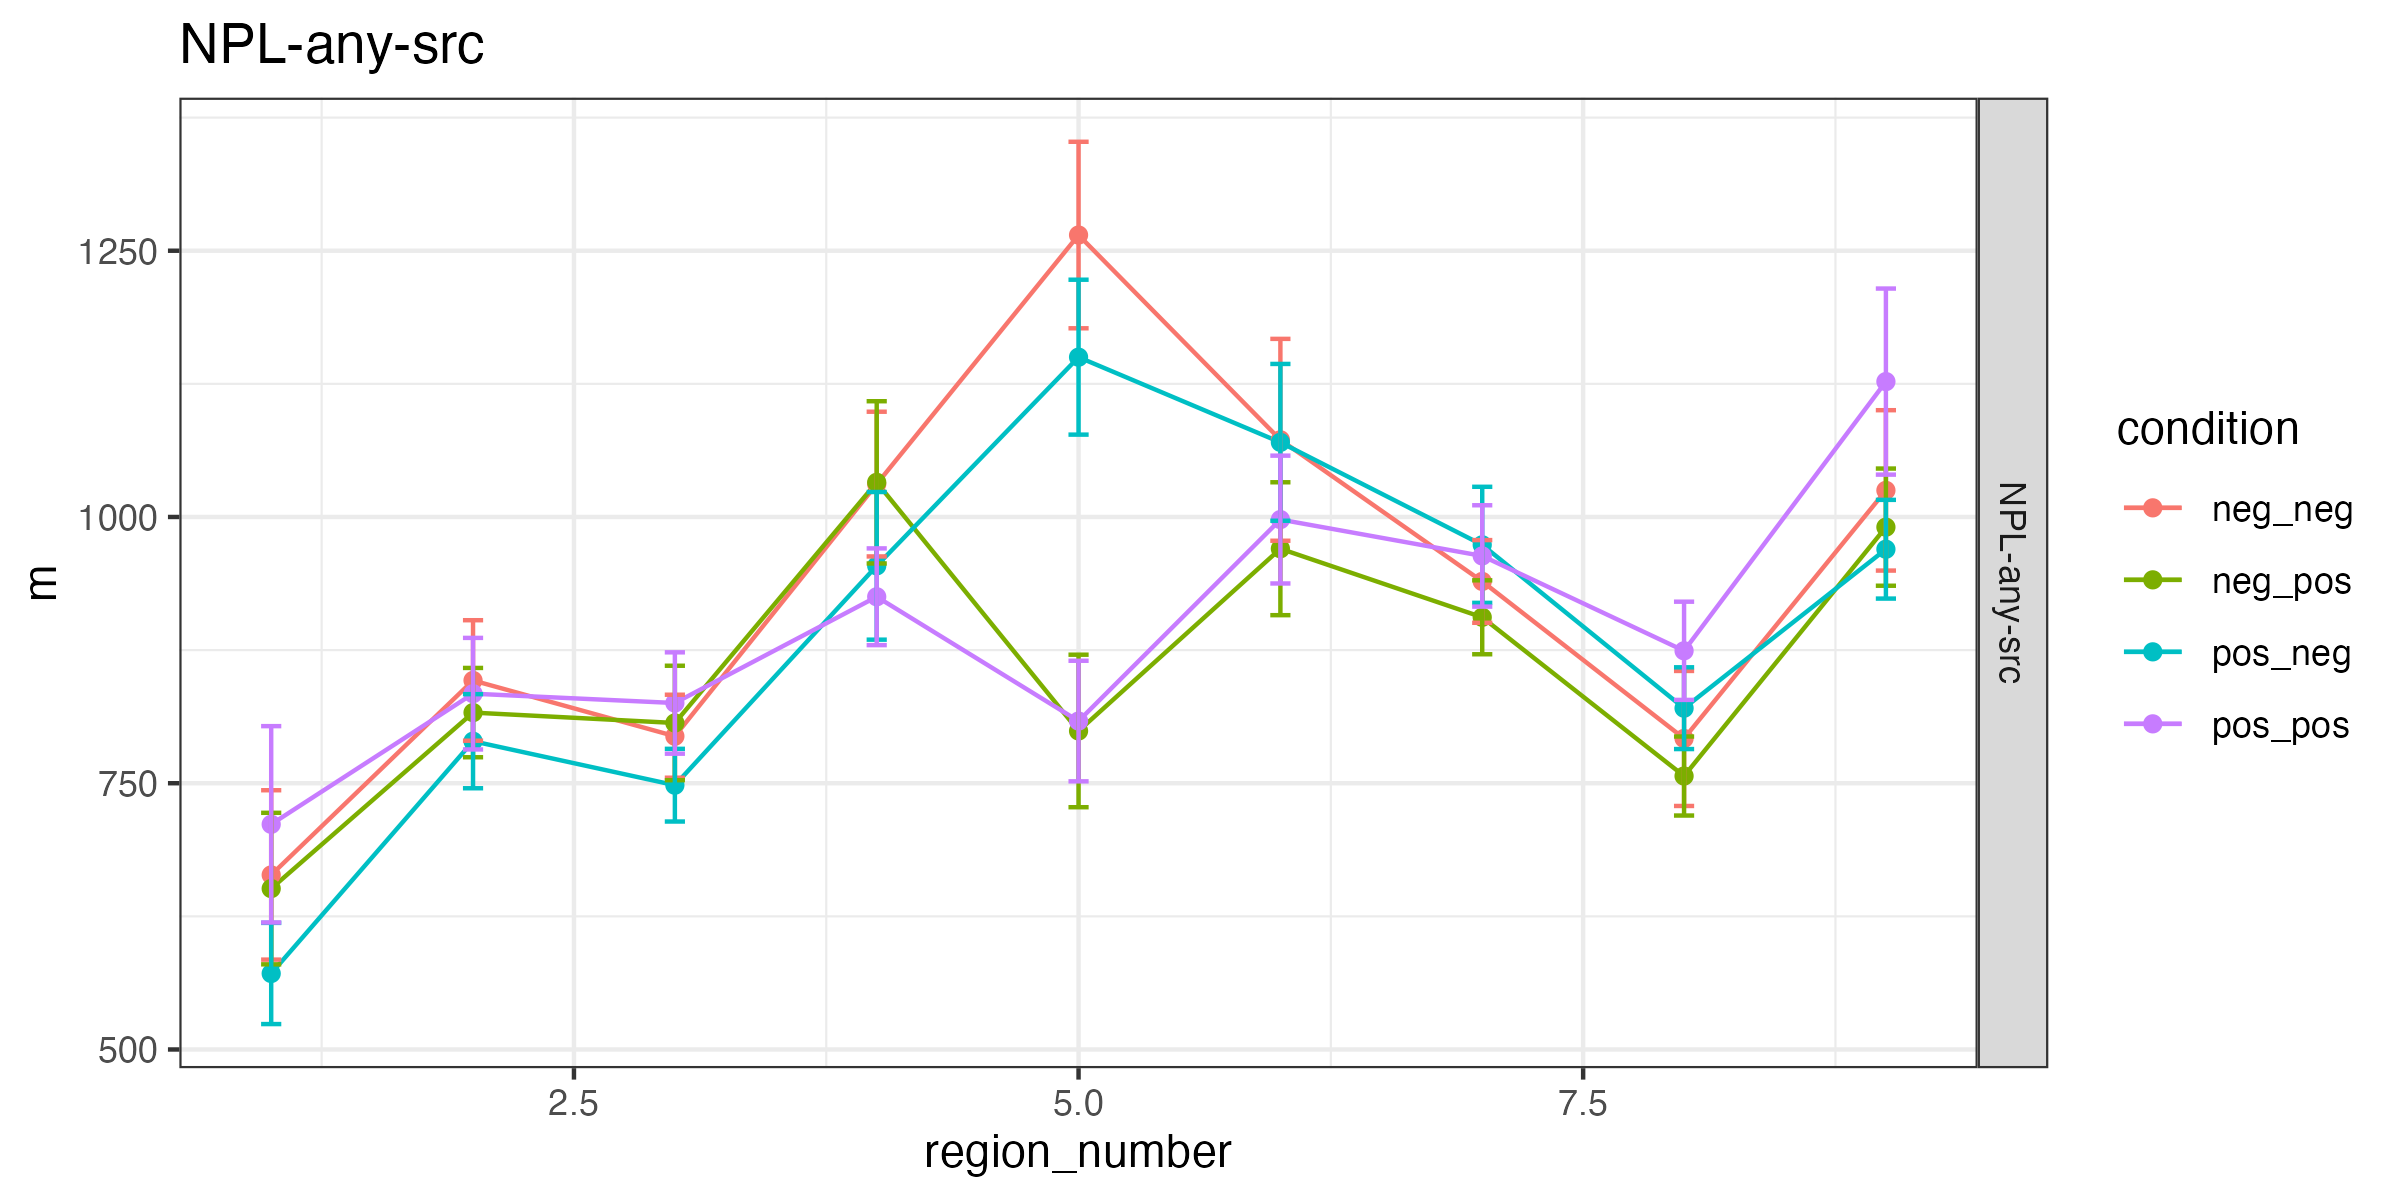 NPL-any-src
1250
1000
750
500
m
2.5
5.0
7.5
region_number
NPL-any-src
condition
neg_neg
neg_pos
pos_neg
pos_pos